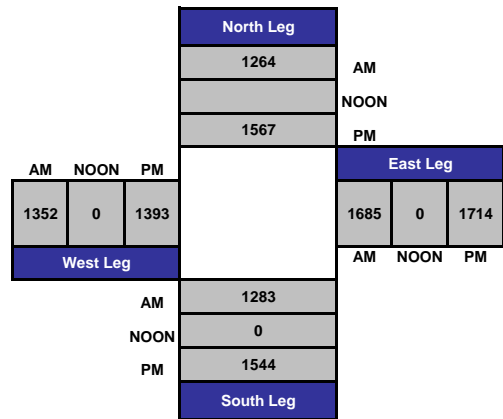 North Leg
1264 AM
NOON
1567 PM
East Leg
AM NOON PM
1352 0 1393
1685 0 1714
West Leg
AM NOON PM
AM 1283
NOON 0
PM 1544
South Leg